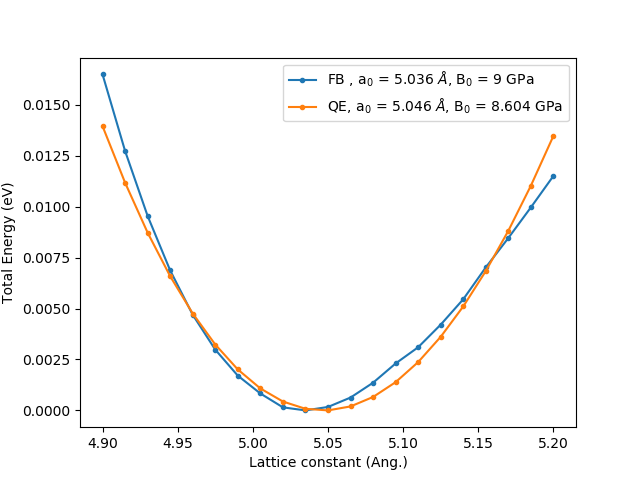 FB , a₀ = 5.036 Å, B₀ = 9 GPa
QE, a₀ = 5.046 Å, B₀ = 8.604 GPa
Total Energy (eV)
0.0150
0.0125
0.0100
0.0075
0.0050
0.0025
0.0000
4.90 4.95 5.00 5.05 5.10 5.15 5.20
Lattice constant (Ang.)